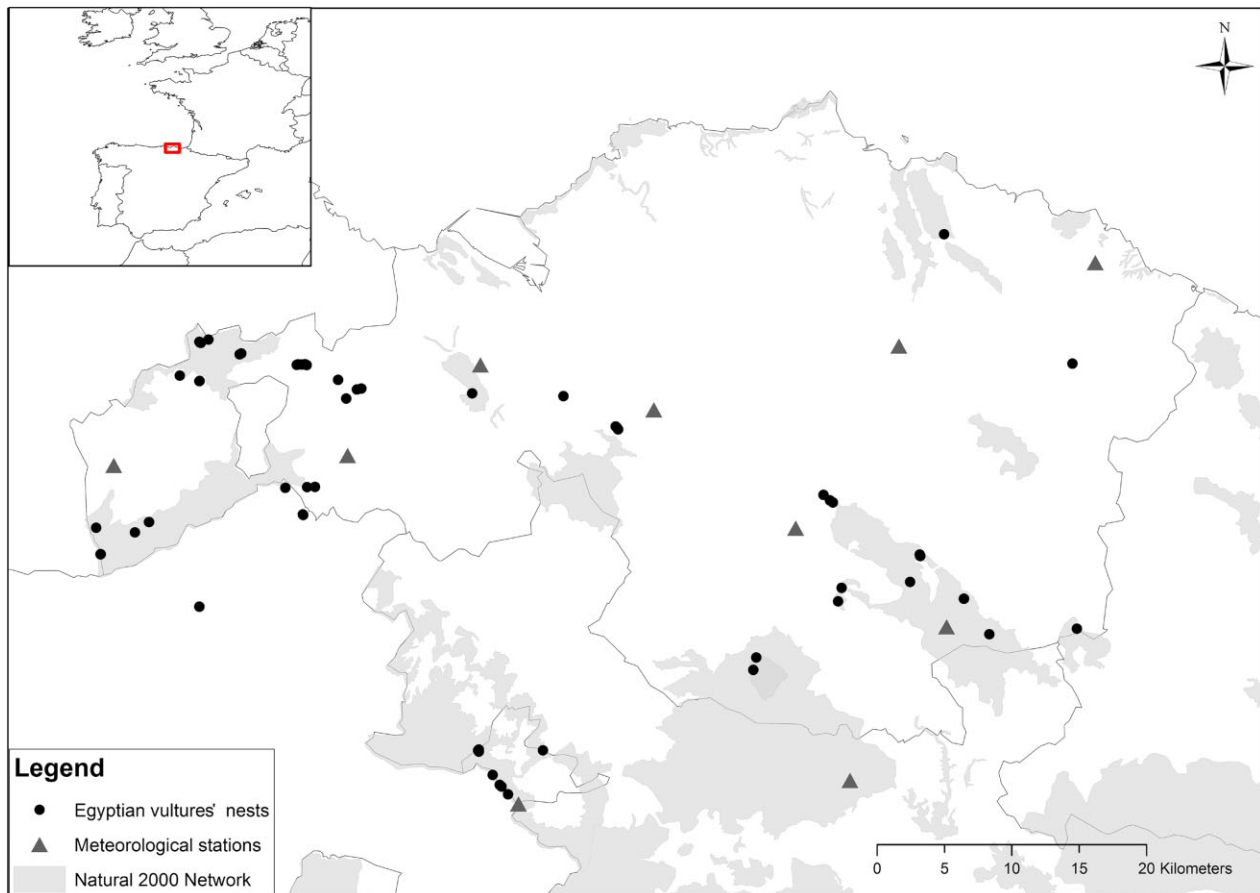 N
Legend
Egyptian vultures' nests
Meteorological stations
Natural 2000 Network
0 5 10 15 20 Kilometers